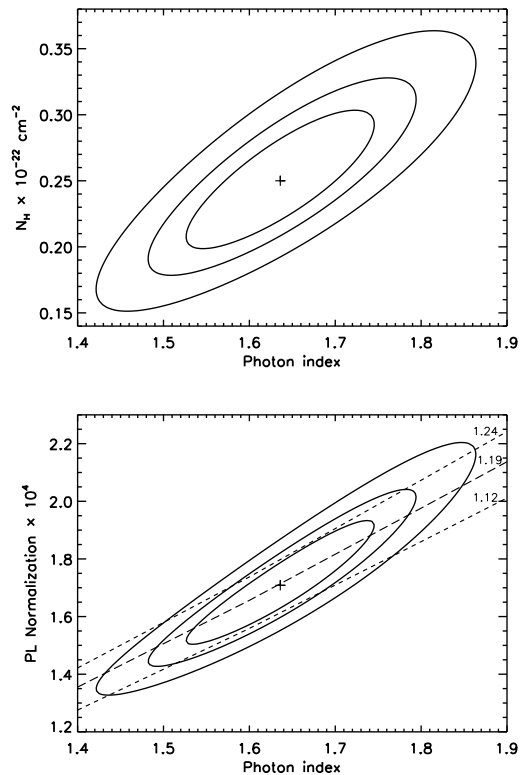 0.35
0.30
0.25
0.20
0.15
N_H × 10^-22 cm^-2
1.4 1.5 1.6 1.7 1.8 1.9
Photon index
2.2
2.0
1.8
1.6
1.4
1.2
PL Normalization × 10^4
1.24
1.19
1.12
1.4 1.5 1.6 1.7 1.8 1.9
Photon index